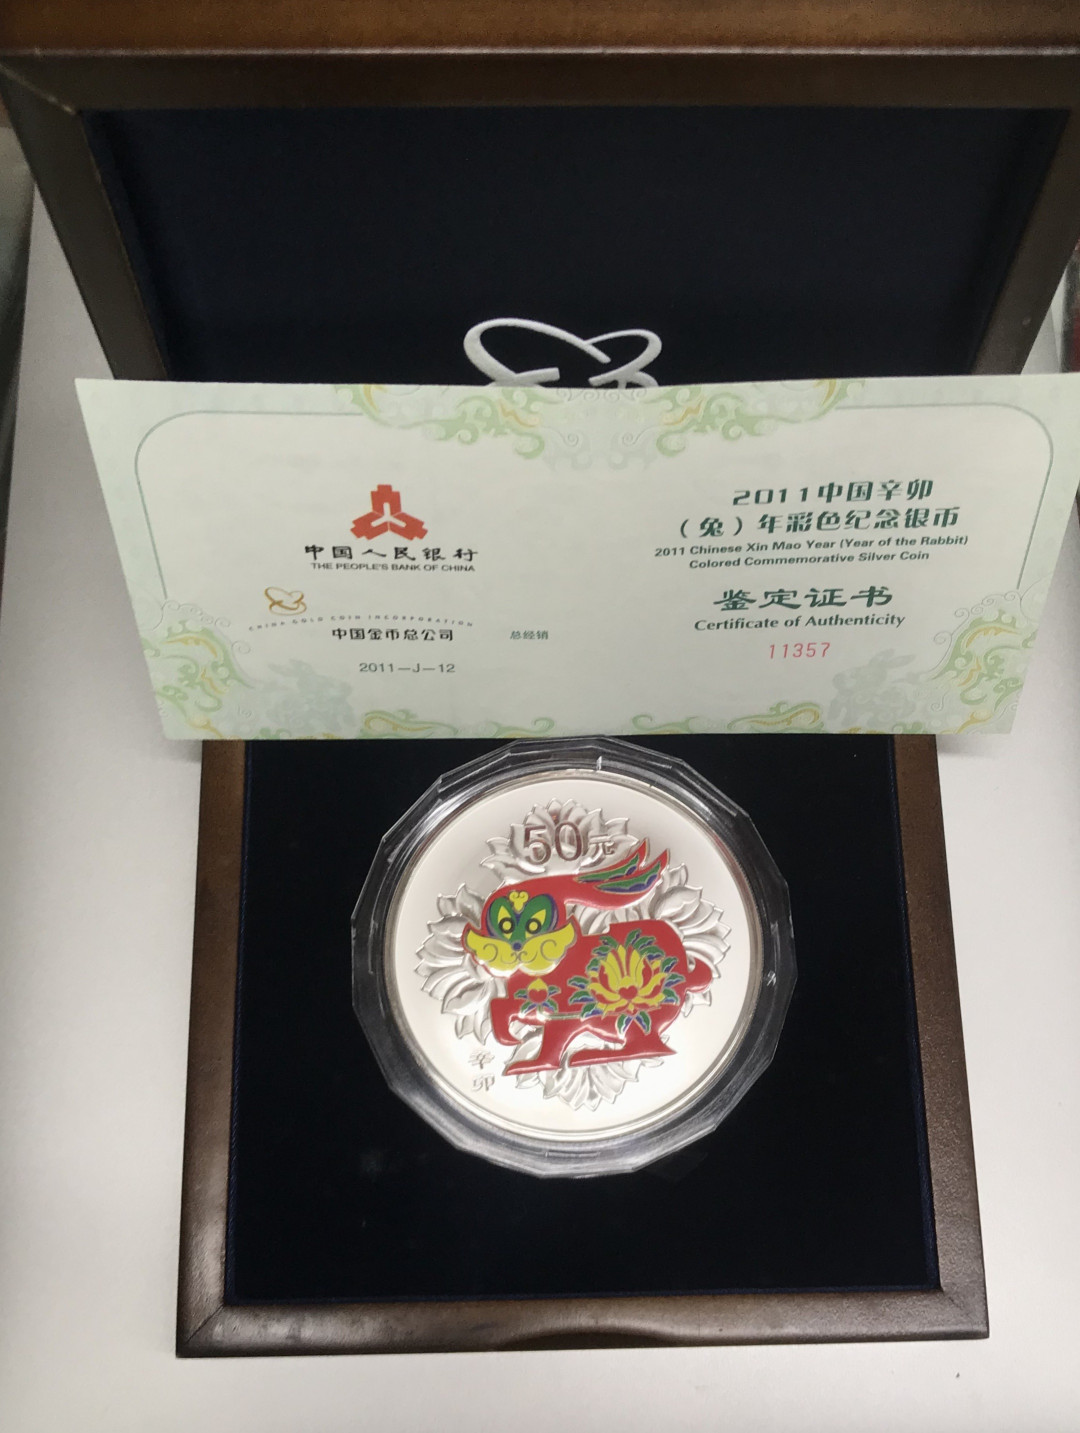 中国人民银行
THE PEOPLE'S BANK OF CHINA
CHINA GOLD COIN INCORPORATION
中国金币总公司 总经销
2011—J—12
2011中国辛卯
（兔）年彩色纪念银币
2011 Chinese Xin Mao Year (Year of the Rabbit)
Colored Commemorative Silver Coin
鉴定证书
Certificate of Authenticity
11357
50元
辛
卯